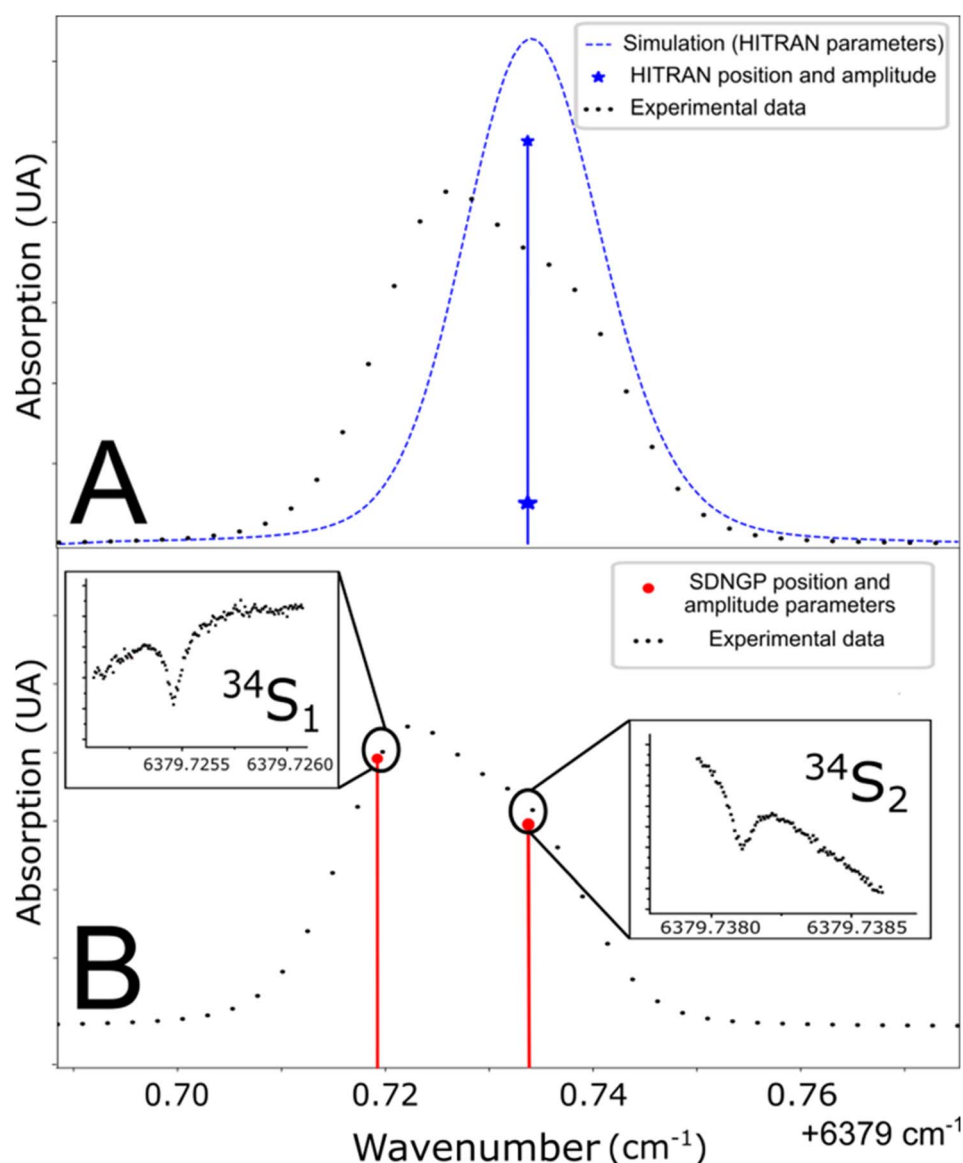 Absorption (UA)
Simulation (HITRAN parameters)
HITRAN position and amplitude
Experimental data
A
Absorption (UA)
SDNGP position and
amplitude parameters
Experimental data
³⁴S₁
6379.7255 6379.7260
³⁴S₂
6379.7380 6379.7385
B
0.70 0.72 0.74 0.76
+6379 cm⁻¹
Wavenumber (cm⁻¹)